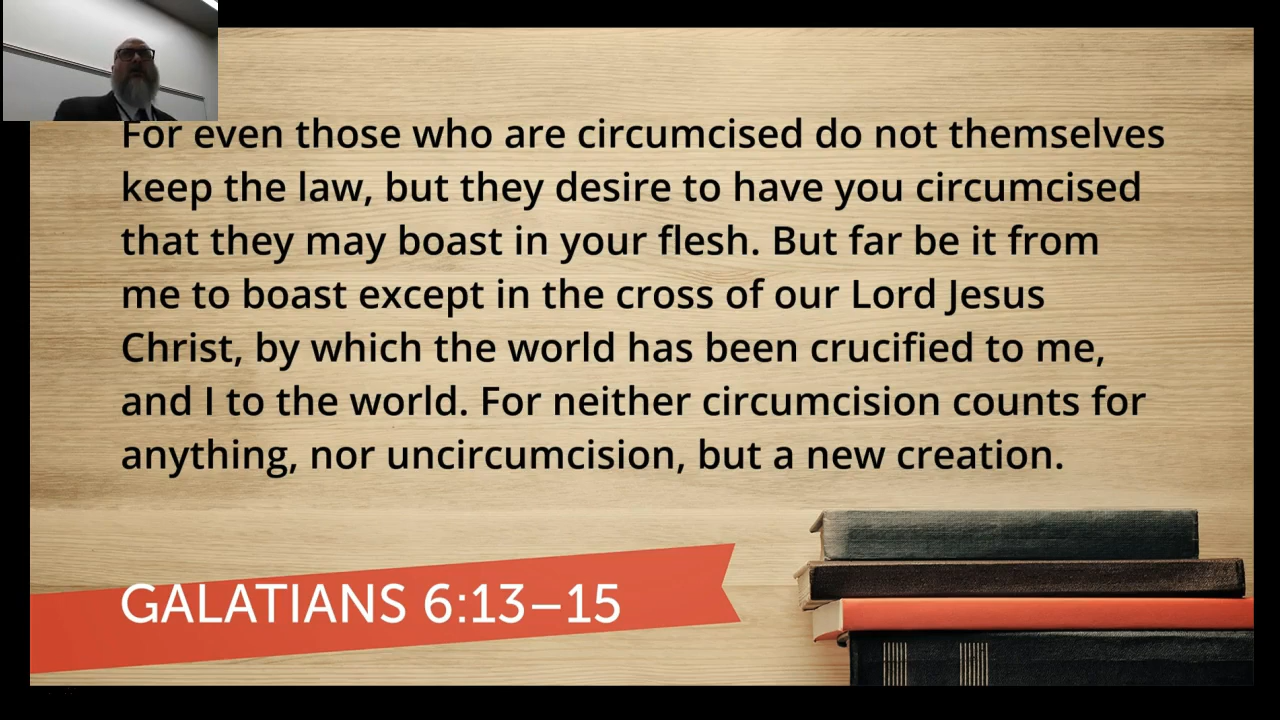 For even those who are circumcised do not themselves
keep the law, but they desire to have you circumcised
that they may boast in your flesh. But far be it from
me to boast except in the cross of our Lord Jesus
Christ, by which the world has been crucified to me,
and I to the world. For neither circumcision counts for
anything, nor uncircumcision, but a new creation.
GALATIANS 6:13–15